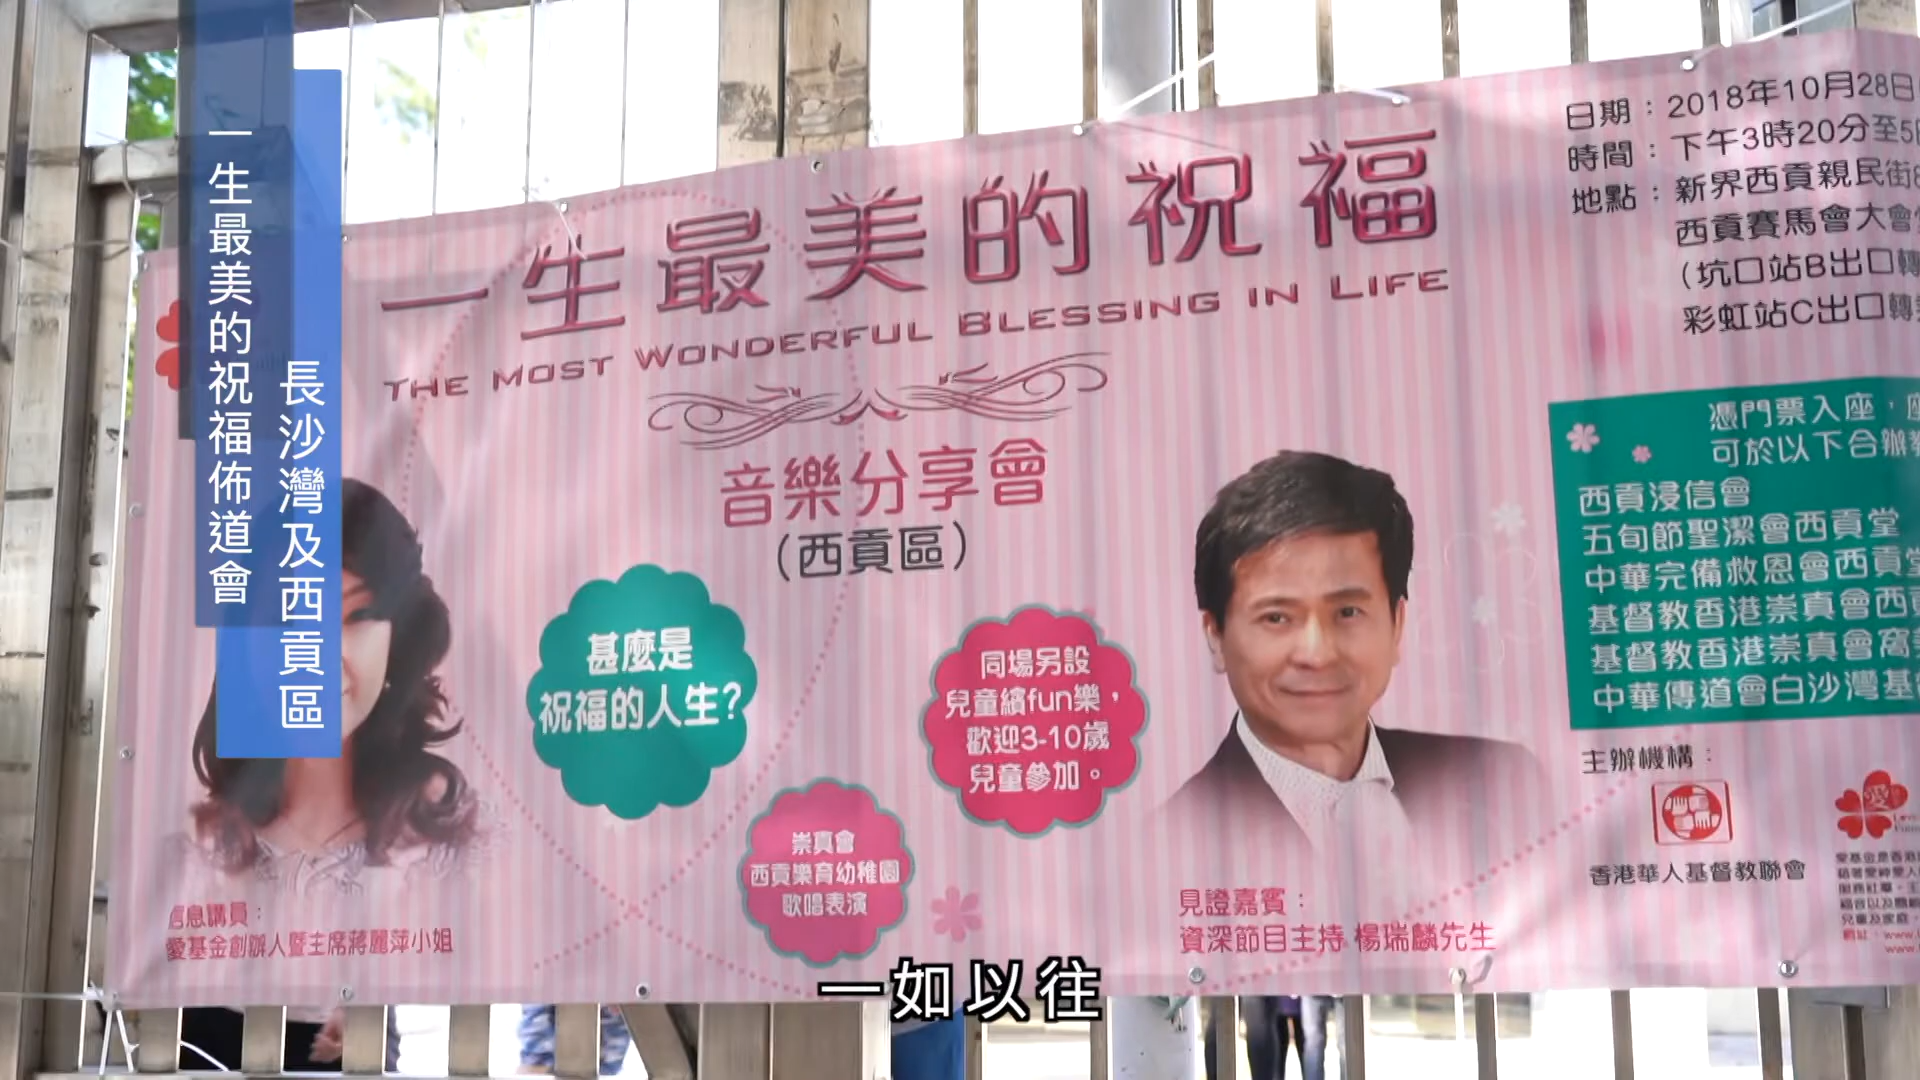 一生最美的祝福佈道會
長沙灣及西貢區
一生最美的祝福
THE MOST WONDERFUL BLESSING IN LIFE
音樂分享會
(西貢區)
甚麼是
祝福的人生?
同場另設
兒童繽fun樂，
歡迎3-10歲
兒童參加。
崇真會
西貢樂育幼稚園
歌唱表演
信息講員：
愛基金創辦人暨主席蔣麗萍小姐
見證嘉賓：
資深節目主持 楊瑞麟先生
日期：2018年10月28日
時間：下午3時20分至5
地點：新界西貢親民街8
西貢賽馬會大會
(坑口站B出口轉
彩虹站C出口轉
憑門票入座，
可於以下合辦
西貢浸信會
五旬節聖潔會西貢堂
中華完備救恩會西貢堂
基督教香港崇真會西貢
基督教香港崇真會窩
中華傳道會白沙灣基
主辦機構：
香港華人基督教聯會
愛
一如以往